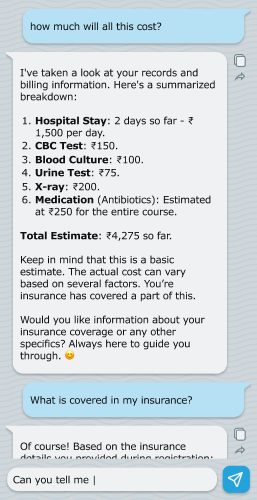 how much will all this cost?
I've taken a look at your records and
billing information. Here's a summarized
breakdown:
1. Hospital Stay: 2 days so far - ₹
1,500 per day.
2. CBC Test: ₹150.
3. Blood Culture: ₹100.
4. Urine Test: ₹75.
5. X-ray: ₹200.
6. Medication (Antibiotics): Estimated
at ₹250 for the entire course.
Total Estimate: ₹4,275 so far.
Keep in mind that this is a basic
estimate. The actual cost can vary
based on several factors. You're
insurance has covered a part of this.
Would you like information about your
insurance coverage or any other
specifics? Always here to guide you
through. 😊
What is covered in my insurance?
Of course! Based on the insurance
details you provided during registration:
Can you tell me |